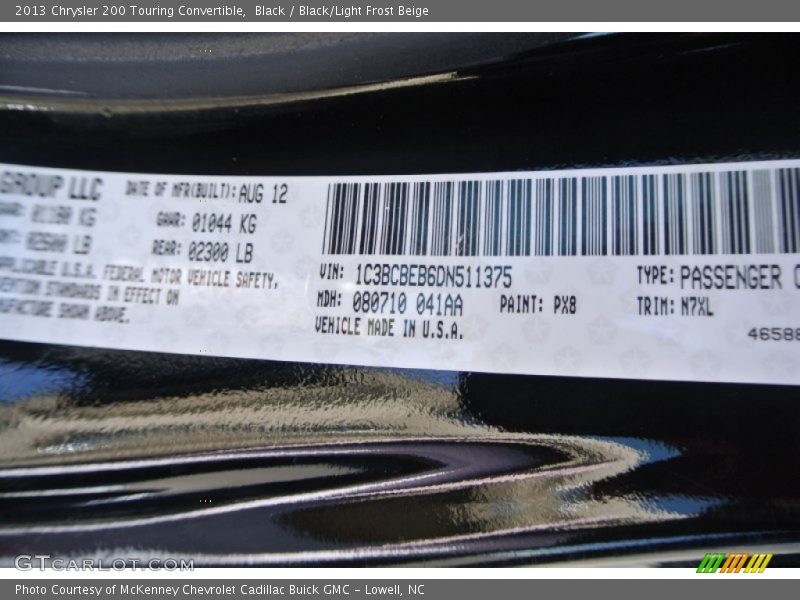 2013 Chrysler 200 Touring Convertible, Black / Black/Light Frost Beige
GROUP LLC DATE OF MFR(BUILT): AUG 12
KG GAWR: 01044 KG
LB REAR: 02300 LB
U.S.A. FEDERAL MOTOR VEHICLE SAFETY,
STANDARDS IN EFFECT ON
ABOVE.
VIN: 1C3BCBEB6DN511375 TYPE: PASSENGER
MDH: 080710 041AA PAINT: PX8 TRIM: N7XL
VEHICLE MADE IN U.S.A. 46588
GTCARLOT.COM
Photo Courtesy of McKenney Chevrolet Cadillac Buick GMC - Lowell, NC